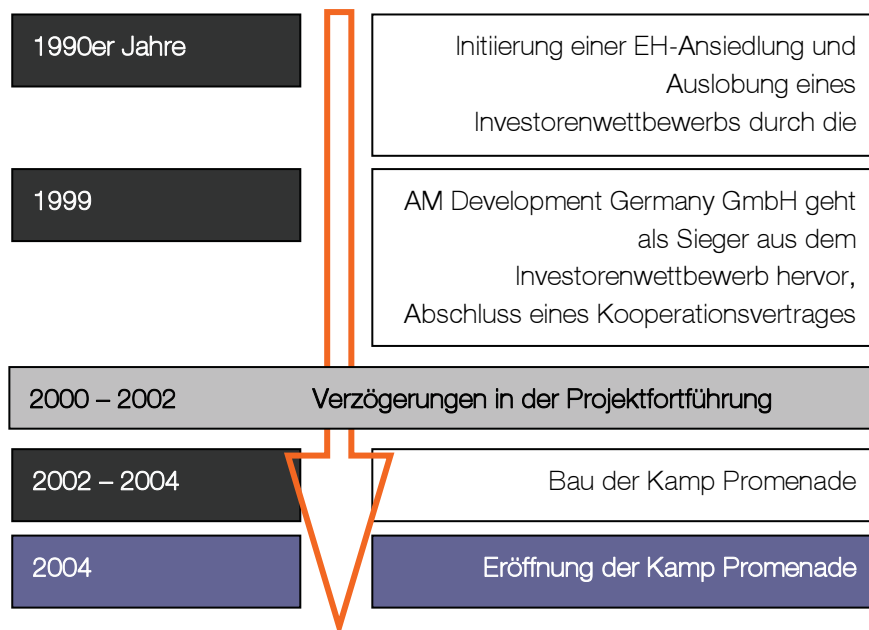 1990er Jahre
Initiierung einer EH-Ansiedlung und
Auslobung eines
Investorenwettbewerbs durch die
1999
AM Development Germany GmbH geht
als Sieger aus dem
Investorenwettbewerb hervor,
Abschluss eines Kooperationsvertrages
2000 – 2002 Verzögerungen in der Projektfortführung
2002 – 2004
Bau der Kamp Promenade
2004
Eröffnung der Kamp Promenade